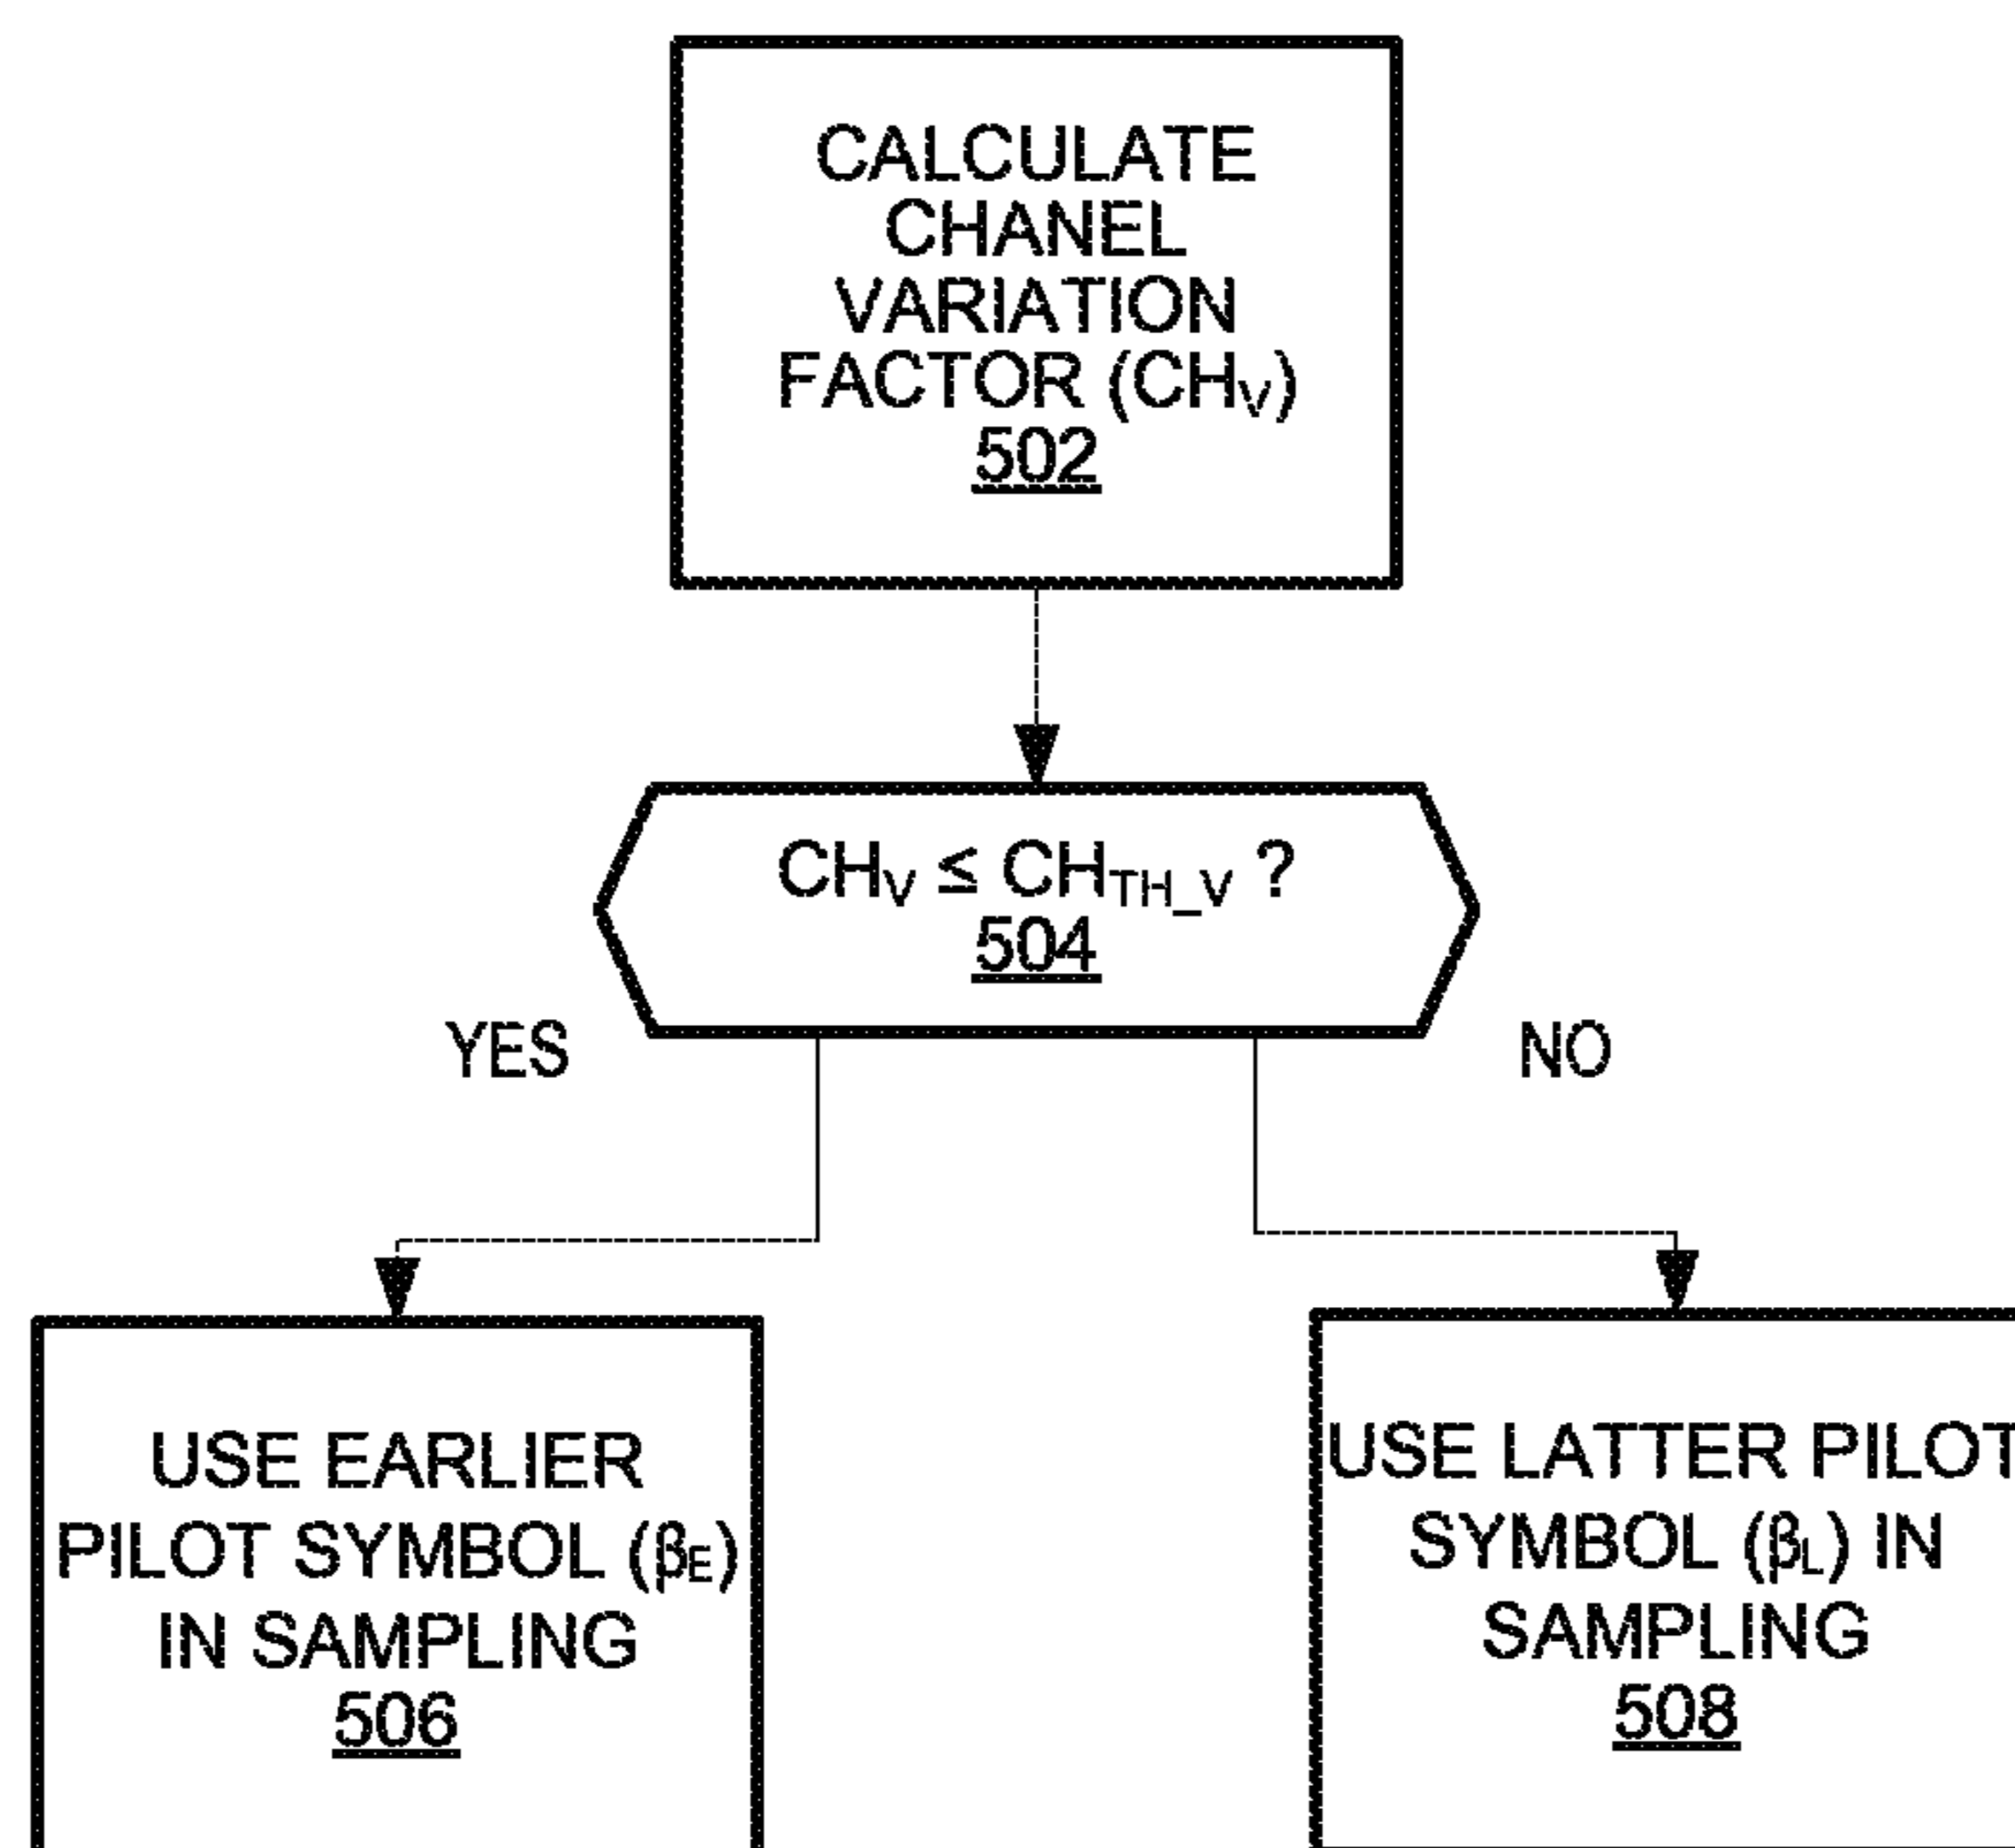 CALCULATE
CHANEL
VARIATION
FACTOR (CHV)
502
CHV ≤ CHTH_V ?
504
YES
NO
USE EARLIER
PILOT SYMBOL (βE)
IN SAMPLING
506
USE LATTER PILOT
SYMBOL (βL) IN
SAMPLING
508